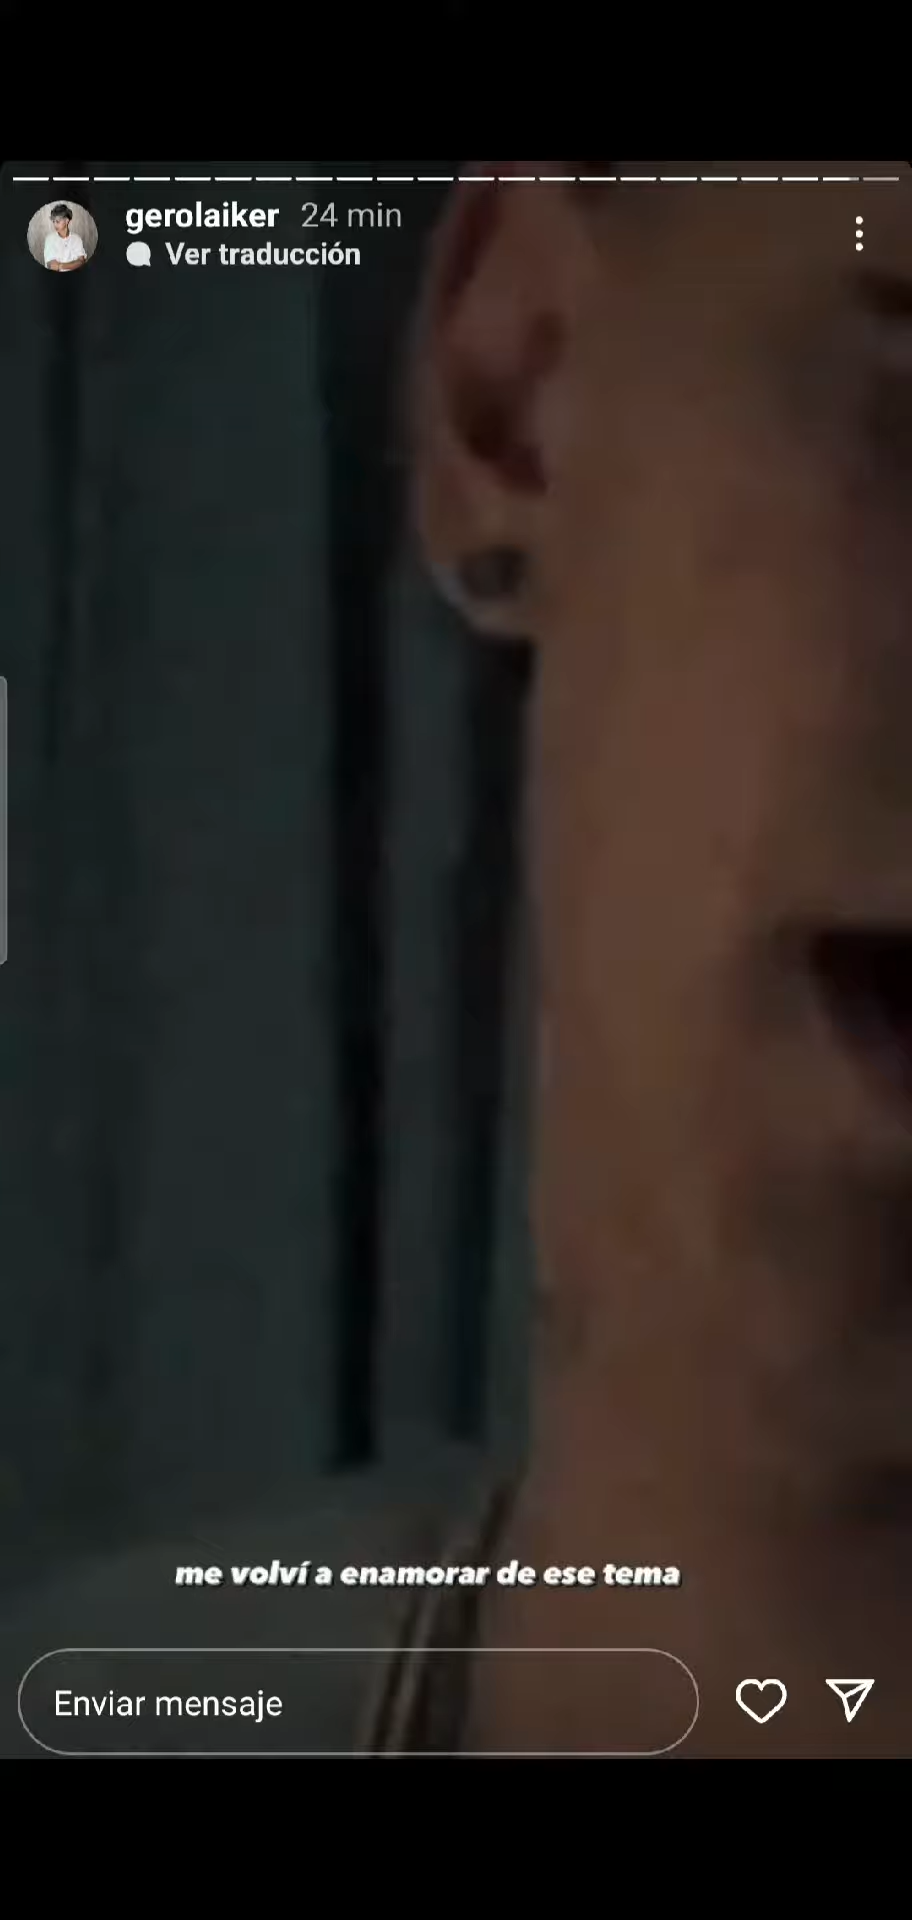 gerolaiker 24 min
Ver traducción
me volví a enamorar de ese tema
Enviar mensaje